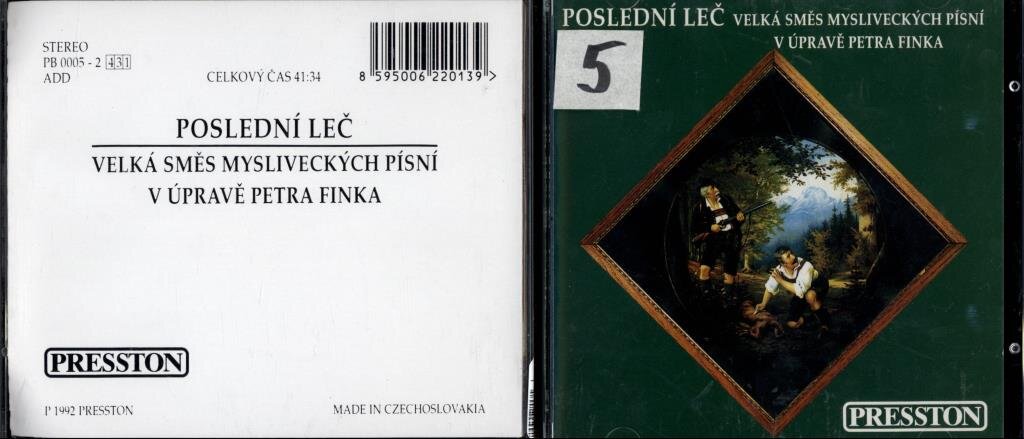 STEREO
PB 0005 - 2 431
ADD
CELKOVÝ ČAS 41:34
8 595006 220139 >
POSLEDNÍ LEČ
VELKÁ SMĚS MYSLIVECKÝCH PÍSNÍ
V ÚPRAVĚ PETRA FINKA
PRESSTON
P 1992 PRESSTON
MADE IN CZECHOSLOVAKIA
POSLEDNÍ LEČ VELKÁ SMĚS MYSLIVECKÝCH PÍSNÍ
V ÚPRAVĚ PETRA FINKA
5
PRESSTON